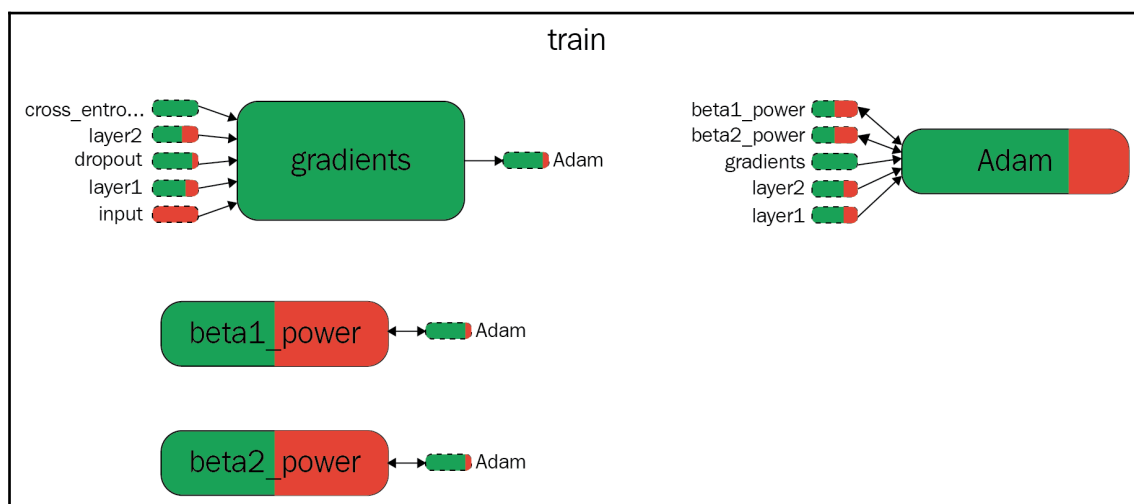 train
cross_entro...
layer2
dropout
layer1
input
gradients
Adam
beta1_power
beta2_power
gradients
layer2
layer1
Adam
beta1_power
Adam
beta2_power
Adam